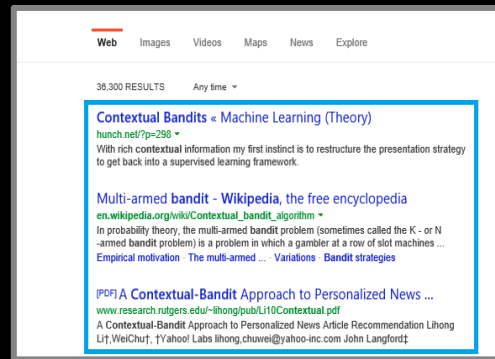 Web Images Videos Maps News Explore
36,300 RESULTS Any time
Contextual Bandits « Machine Learning (Theory)
hunch.net/?p=298
With rich contextual information my first instinct is to restructure the presentation strategy
to get back into a supervised learning framework.
Multi-armed bandit - Wikipedia, the free encyclopedia
en.wikipedia.org/wiki/Contextual_bandit_algorithm
In probability theory, the multi-armed bandit problem (sometimes called the K - or N
-armed bandit problem) is a problem in which a gambler at a row of slot machines ...
Empirical motivation · The multi-armed ... · Variations · Bandit strategies
[PDF] A Contextual-Bandit Approach to Personalized News ...
www.research.rutgers.edu/~lihong/pub/Li10Contextual.pdf
A Contextual-Bandit Approach to Personalized News Article Recommendation Lihong
Li†,WeiChu†, †Yahoo! Labs lihong,chuwei@yahoo-inc.com John Langford‡